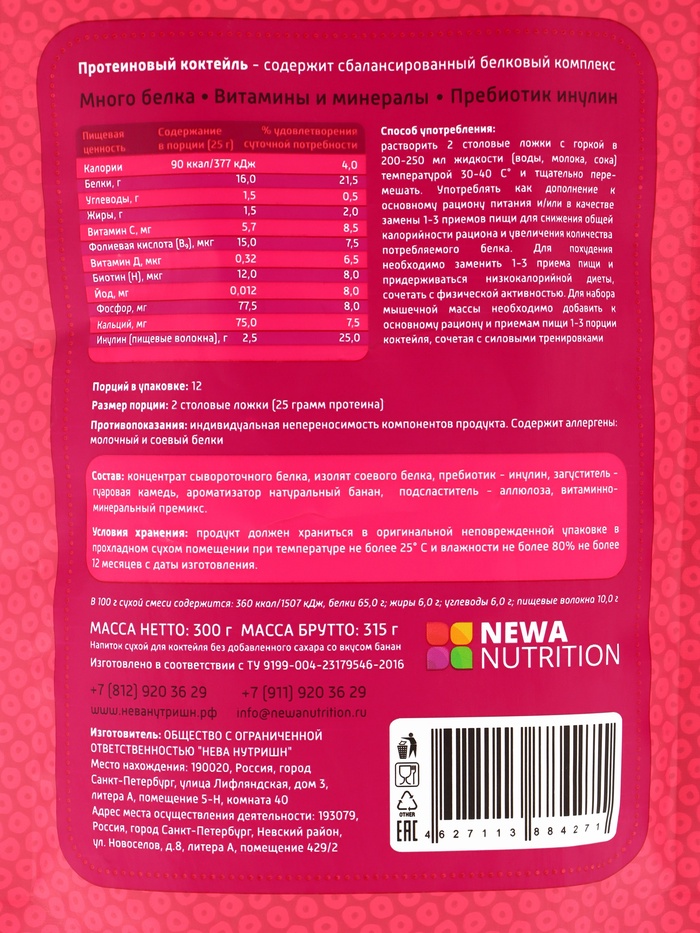 Протеиновый коктейль - содержит сбалансированный белковый комплекс
Много белка • Витамины и минералы • Пребиотик инулин
Пищевая ценность Содержание в порции (25 г) % удовлетворения суточной потребности
Калории 90 ккал/377 кДж 4,0
Белки, г 16,0 21,5
Углеводы, г 1,5 0,5
Жиры, г 1,5 2,0
Витамин С, мг 5,7 8,5
Фолиевая кислота (В₉), мкг 15,0 7,5
Витамин Д, мкг 0,32 6,5
Биотин (Н), мкг 12,0 8,0
Йод, мг 0,012 8,0
Фосфор, мг 77,5 8,0
Кальций, мг 75,0 7,5
Инулин (пищевые волокна), г 2,5 25,0
Способ употребления:
растворить 2 столовые ложки с горкой в
200-250 мл жидкости (воды, молока, сока)
температурой 30-40 С° и тщательно пере-
мешать. Употреблять как дополнение к
основному рациону питания и/или в качестве
замены 1-3 приемов пищи для снижения общей
калорийности рациона и увеличения количества
потребляемого белка. Для похудения
необходимо заменить 1-3 приема пищи и
придерживаться низкокалорийной диеты,
сочетать с физической активностью. Для набора
мышечной массы необходимо добавить к
основному рациону и приемам пищи 1-3 порции
коктейля, сочетая с силовыми тренировками
Порций в упаковке: 12
Размер порции: 2 столовые ложки (25 грамм протеина)
Противопоказания: индивидуальная непереносимость компонентов продукта. Содержит аллергены:
молочный и соевый белки
Состав: концентрат сывороточного белка, изолят соевого белка, пребиотик - инулин, загуститель -
гуаровая камедь, ароматизатор натуральный банан, подсластитель - аллюлоза, витаминно-
минеральный премикс.
Условия хранения: продукт должен храниться в оригинальной неповрежденной упаковке в
прохладном сухом помещении при температуре не более 25° С и влажности не более 80% не более
12 месяцев с даты изготовления.
В 100 г сухой смеси содержится: 360 ккал/1507 кДж, белки 65,0 г; жиры 6,0 г; углеводы 6,0 г; пищевые волокна 10,0 г
МАССА НЕТТО: 300 г МАССА БРУТТО: 315 г
Напиток сухой для коктейля без добавленного сахара со вкусом банан
Изготовлено в соответствии с ТУ 9199-004-23179546-2016
NEWA
NUTRITION
+7 (812) 920 36 29 +7 (911) 920 36 29
www.неванутришн.рф info@newanutrition.ru
Изготовитель: ОБЩЕСТВО С ОГРАНИЧЕННОЙ
ОТВЕТСТВЕННОСТЬЮ "НЕВА НУТРИШН"
Место нахождения: 190020, Россия, город
Санкт-Петербург, улица Лифляндская, дом 3,
литера А, помещение 5-Н, комната 40
Адрес места осуществления деятельности: 193079,
Россия, город Санкт-Петербург, Невский район,
ул. Новоселов, д.8, литера А, помещение 429/2
OTHER
EAC
4 627113 884271